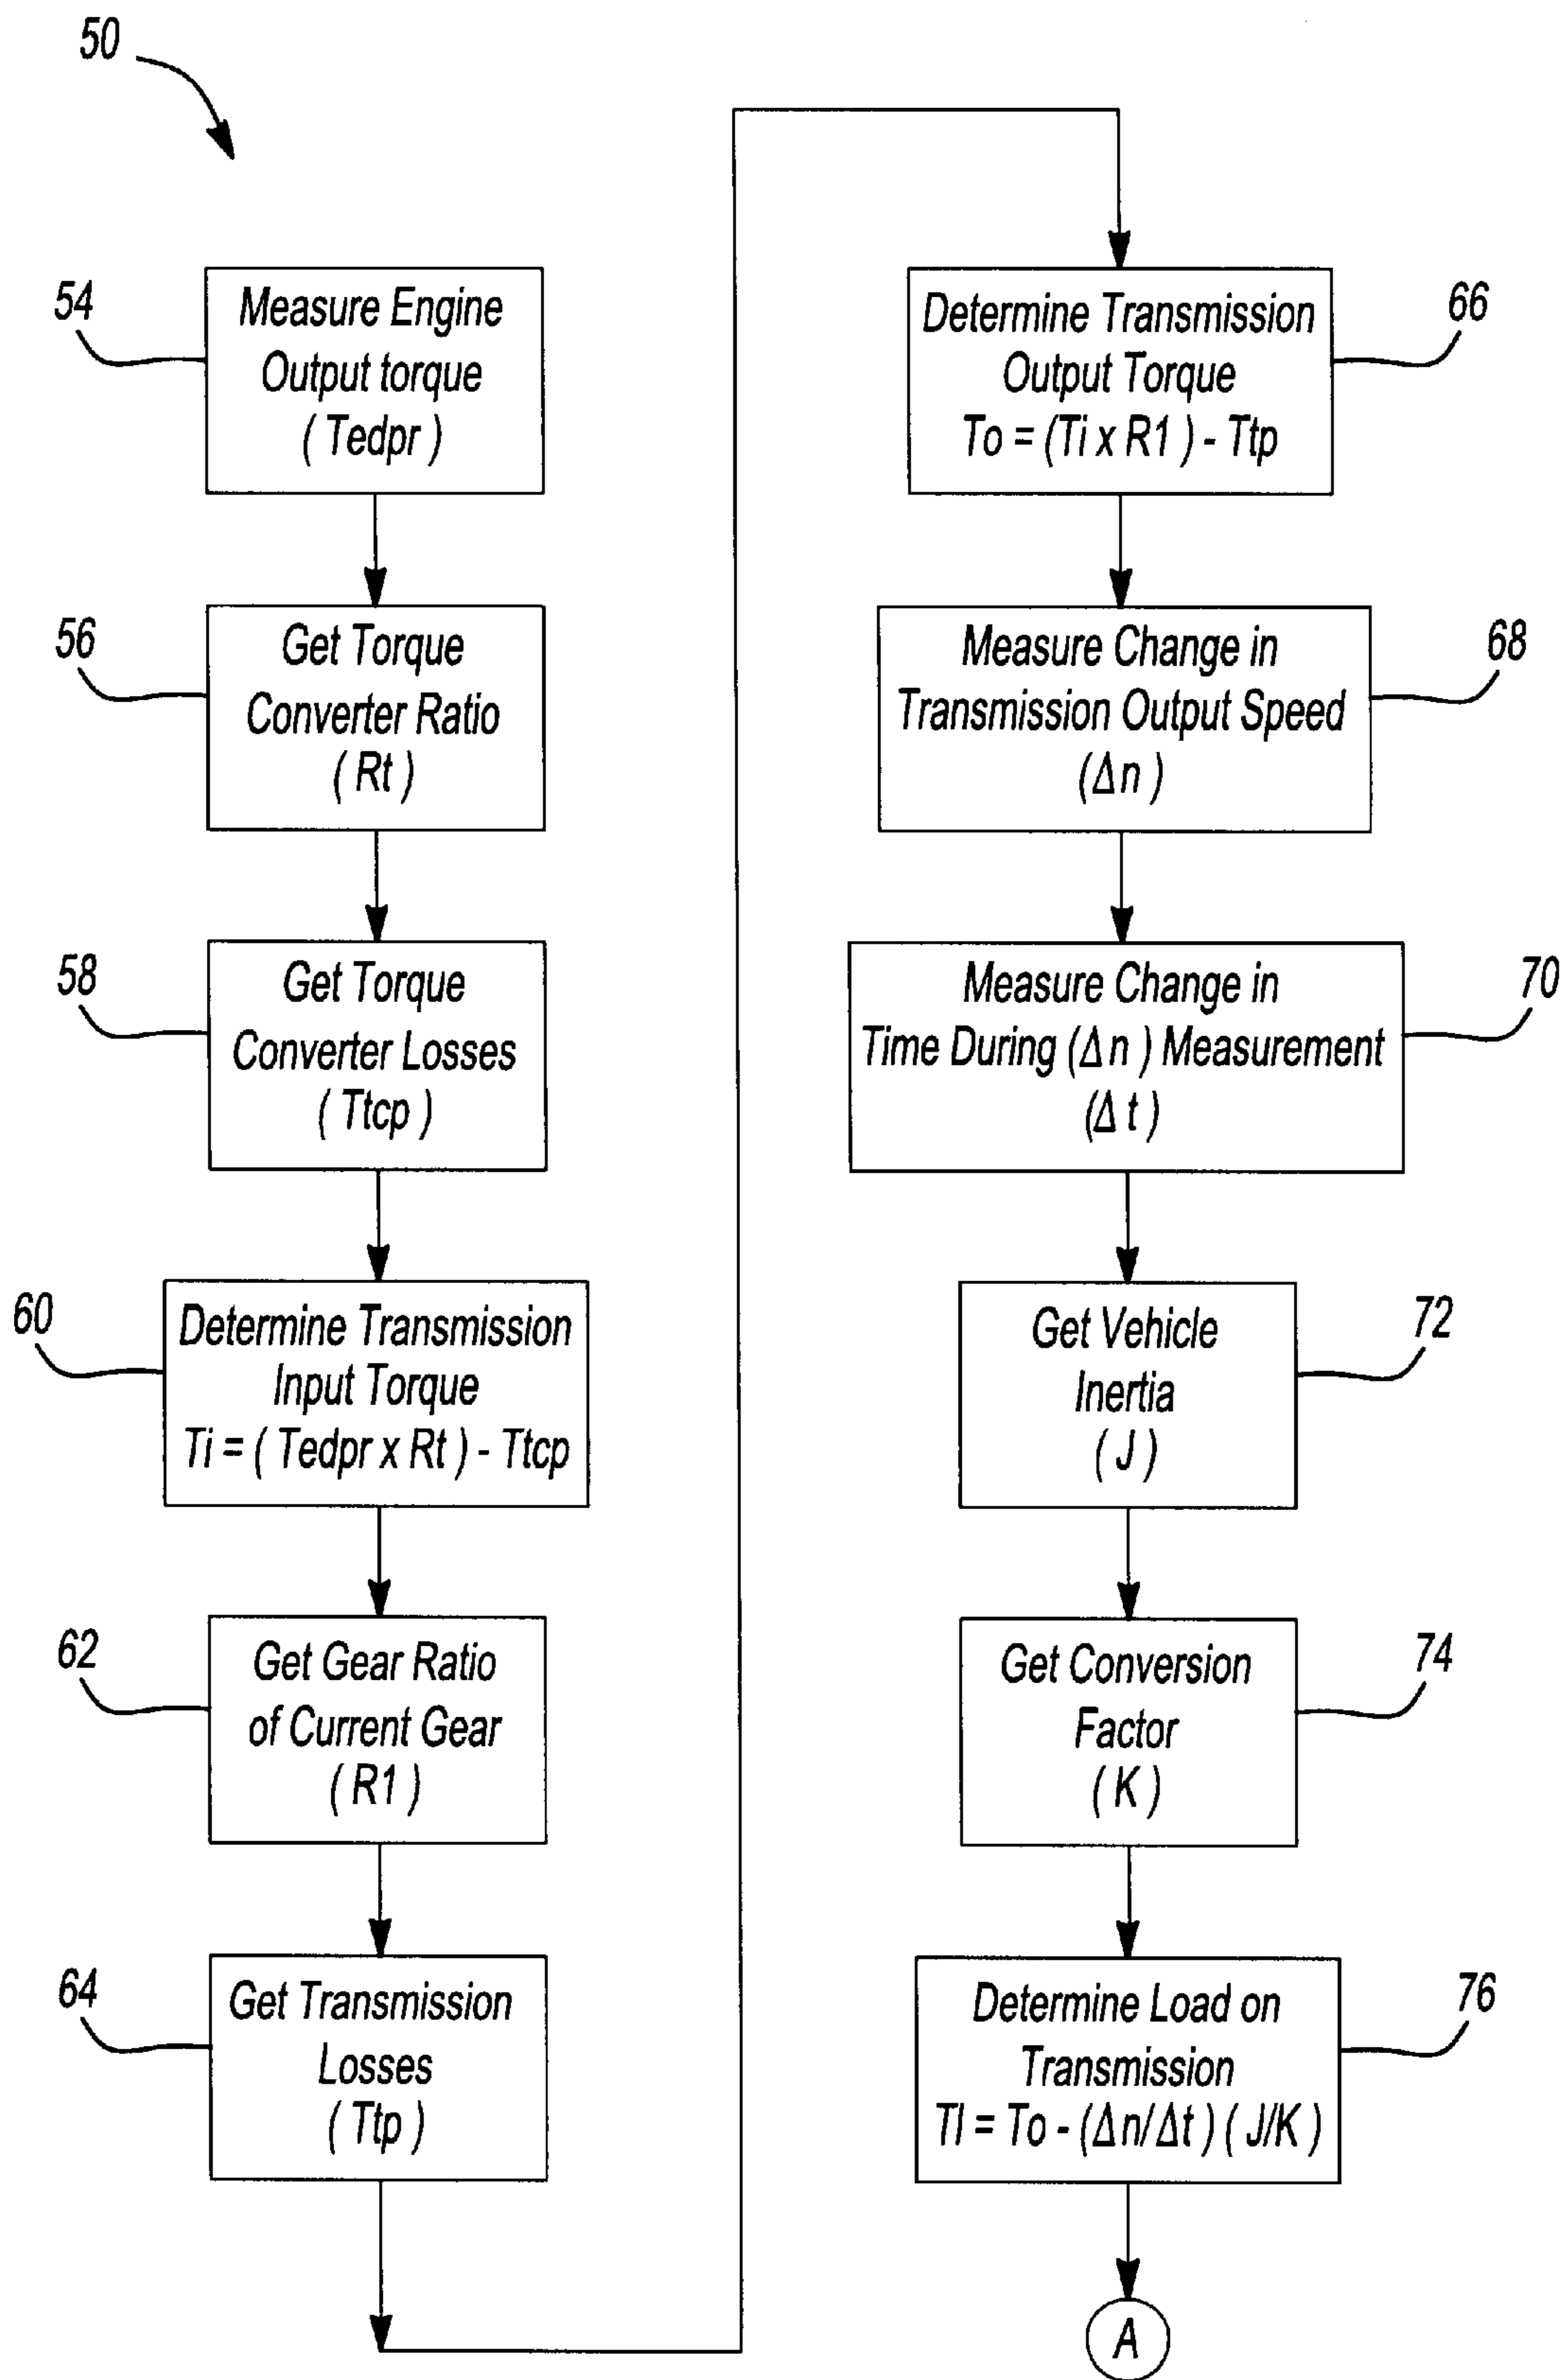 50
54
Measure Engine
Output torque
( Tedpr )
56
Get Torque
Converter Ratio
( Rt )
58
Get Torque
Converter Losses
( Ttcp )
60
Determine Transmission
Input Torque
Ti = ( Tedpr x Rt ) - Ttcp
62
Get Gear Ratio
of Current Gear
( R1 )
64
Get Transmission
Losses
( Ttp )
Determine Transmission
Output Torque
To = (Ti x R1 ) - Ttp
66
Measure Change in
Transmission Output Speed
(Δn )
68
Measure Change in
Time During (Δn ) Measurement
(Δ t )
70
Get Vehicle
Inertia
( J )
72
Get Conversion
Factor
( K )
74
Determine Load on
Transmission
Tl = To - (Δn/Δt ) ( J/K )
76
A